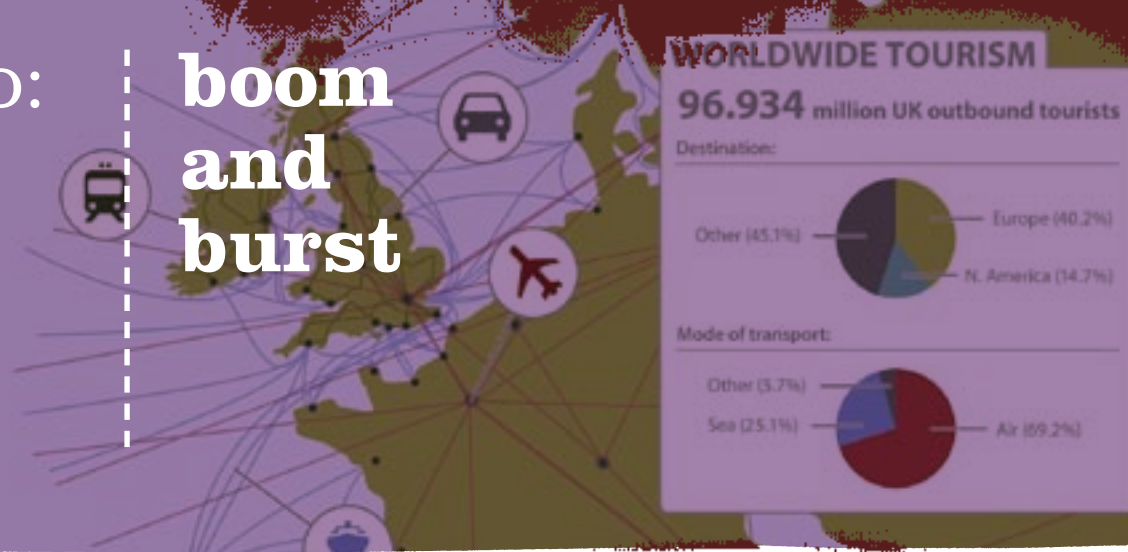 o:
boom
and
burst
WORLDWIDE TOURISM
96.934 million UK outbound tourists
Destination:
Other (45.1%)
Europe (40.2%)
N. America (14.7%)
Mode of transport:
Other (5.7%)
Sea (25.1%)
Air (69.2%)